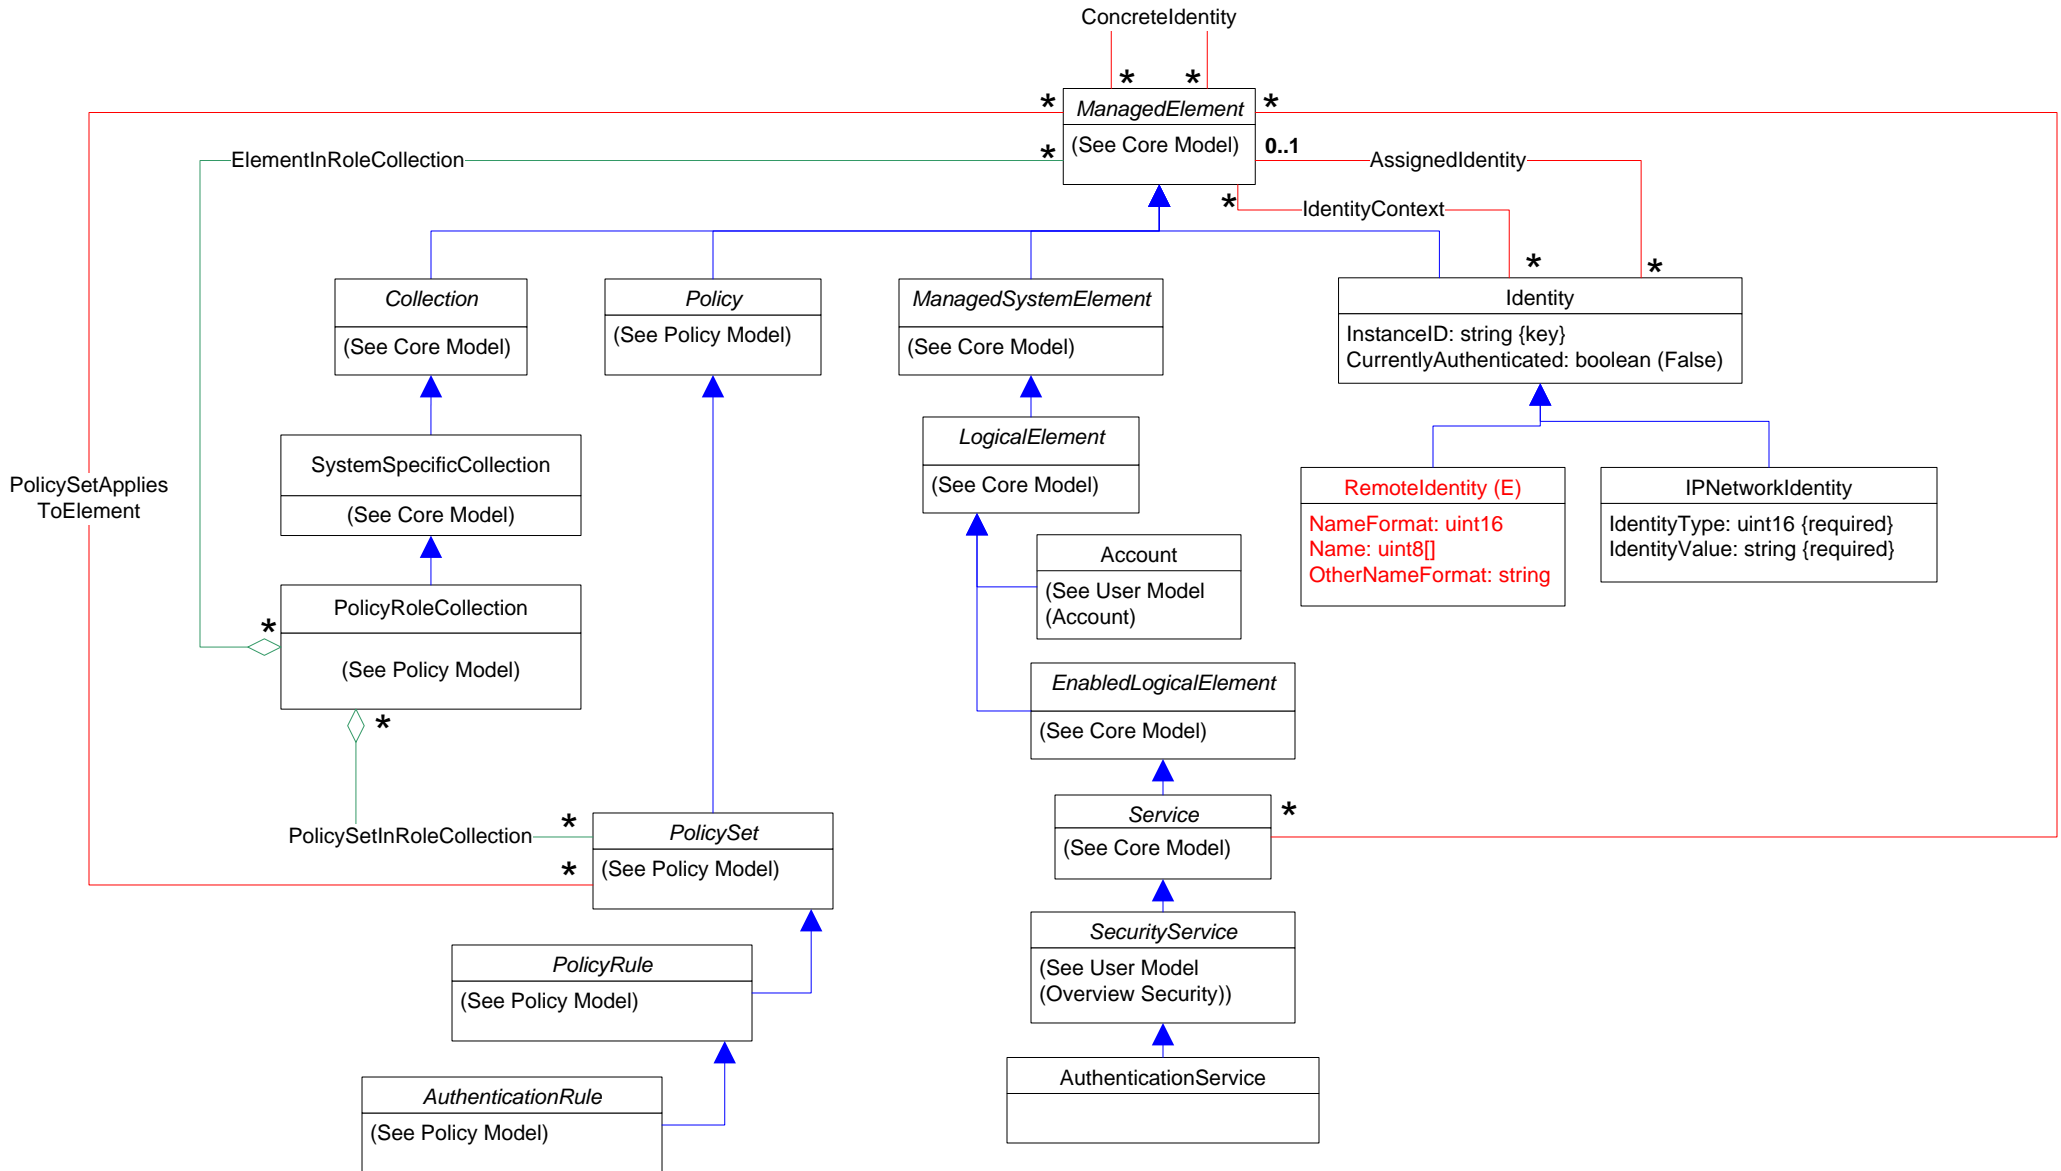 ConcreteIdentity
* *
* ManagedElement *
(See Core Model)
0..1
ElementInRoleCollection
*
AssignedIdentity
*
IdentityContext
* *
Collection
(See Core Model)
Policy
(See Policy Model)
ManagedSystemElement
(See Core Model)
Identity
InstanceID: string {key}
CurrentlyAuthenticated: boolean (False)
LogicalElement
(See Core Model)
SystemSpecificCollection
(See Core Model)
RemoteIdentity (E)
NameFormat: uint16
Name: uint8[]
OtherNameFormat: string
IPNetworkIdentity
IdentityType: uint16 {required}
IdentityValue: string {required}
PolicySetApplies
ToElement
Account
(See User Model
(Account)
*
PolicyRoleCollection
(See Policy Model)
*
EnabledLogicalElement
(See Core Model)
PolicySetInRoleCollection
*
*
PolicySet
(See Policy Model)
Service
(See Core Model)
*
PolicyRule
(See Policy Model)
SecurityService
(See User Model
(Overview Security))
AuthenticationRule
(See Policy Model)
AuthenticationService